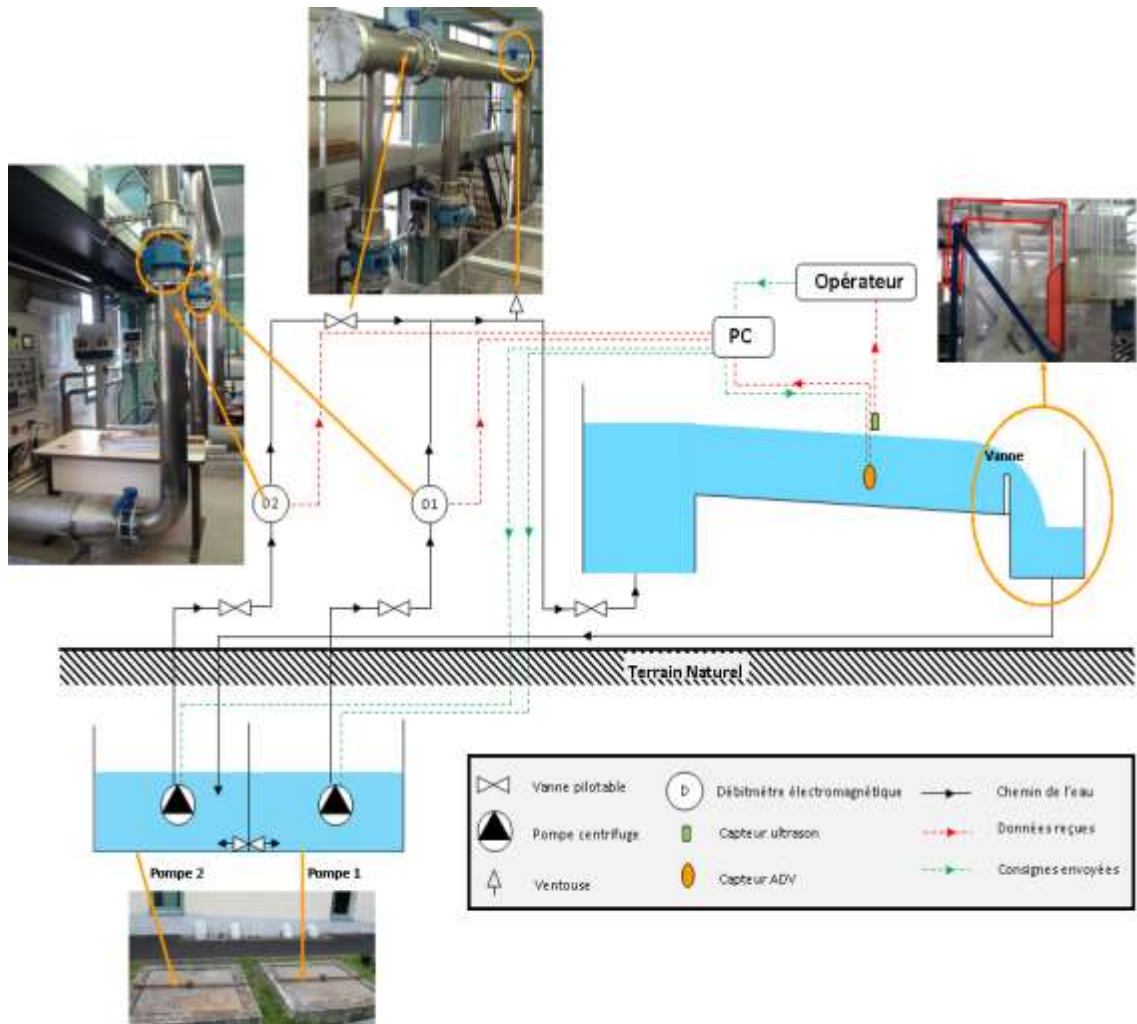 Opérateur
PC
Vanne
D2
D1
Terrain Naturel
Pompe 2
Pompe 1
Vanne pilotable
Pompe centrifuge
Ventouse
D
Débitmètre électromagnétique
Capteur ultrason
Capteur ADV
Chemin de l'eau
Données reçues
Consignes envoyées